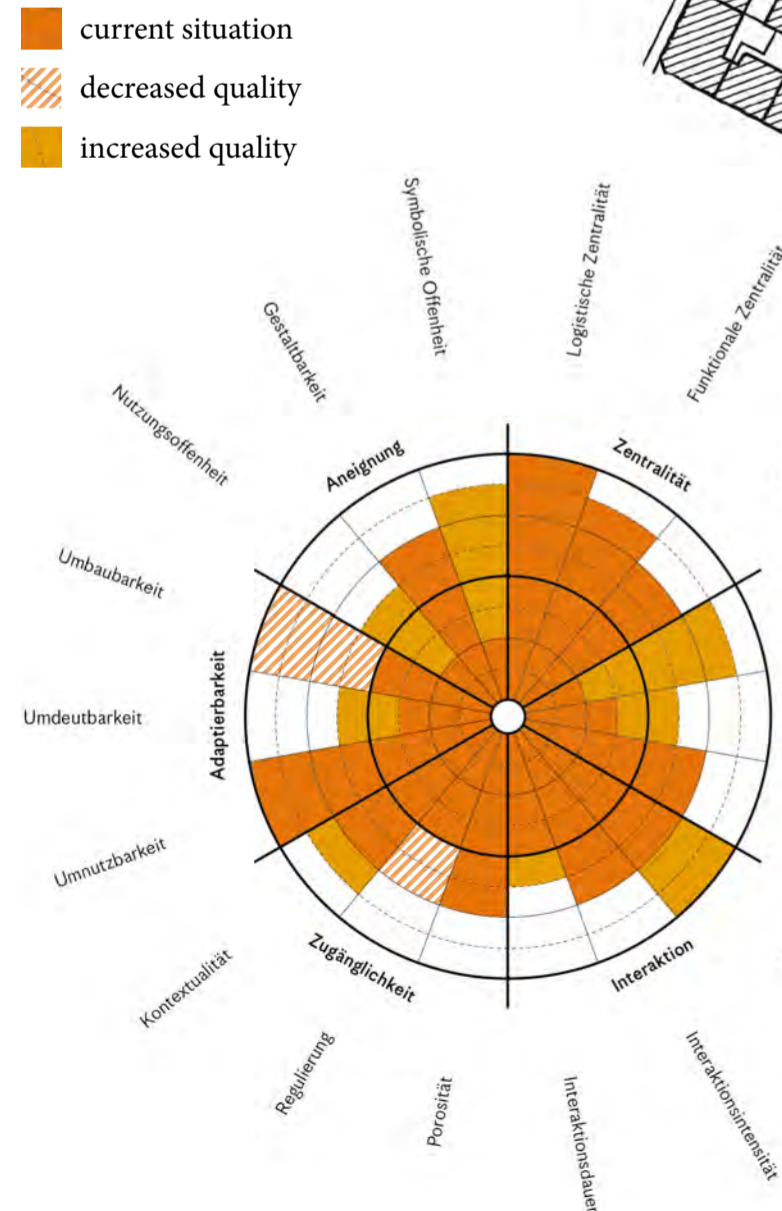 current situation
decreased quality
increased quality
Symbolische Offenheit
Logistische Zentralität
Funktionale Zentralität
Gestaltbarkeit
Nutzungsoffenheit
Aneignung
Zentralität
Umbaubarkeit
Adaptierbarkeit
Umdeutbarkeit
Umnutzbarkeit
Kontextualität
Zugänglichkeit
Interaktion
Regulierung
Porosität
Interaktionsdauer
Interaktionsintensität